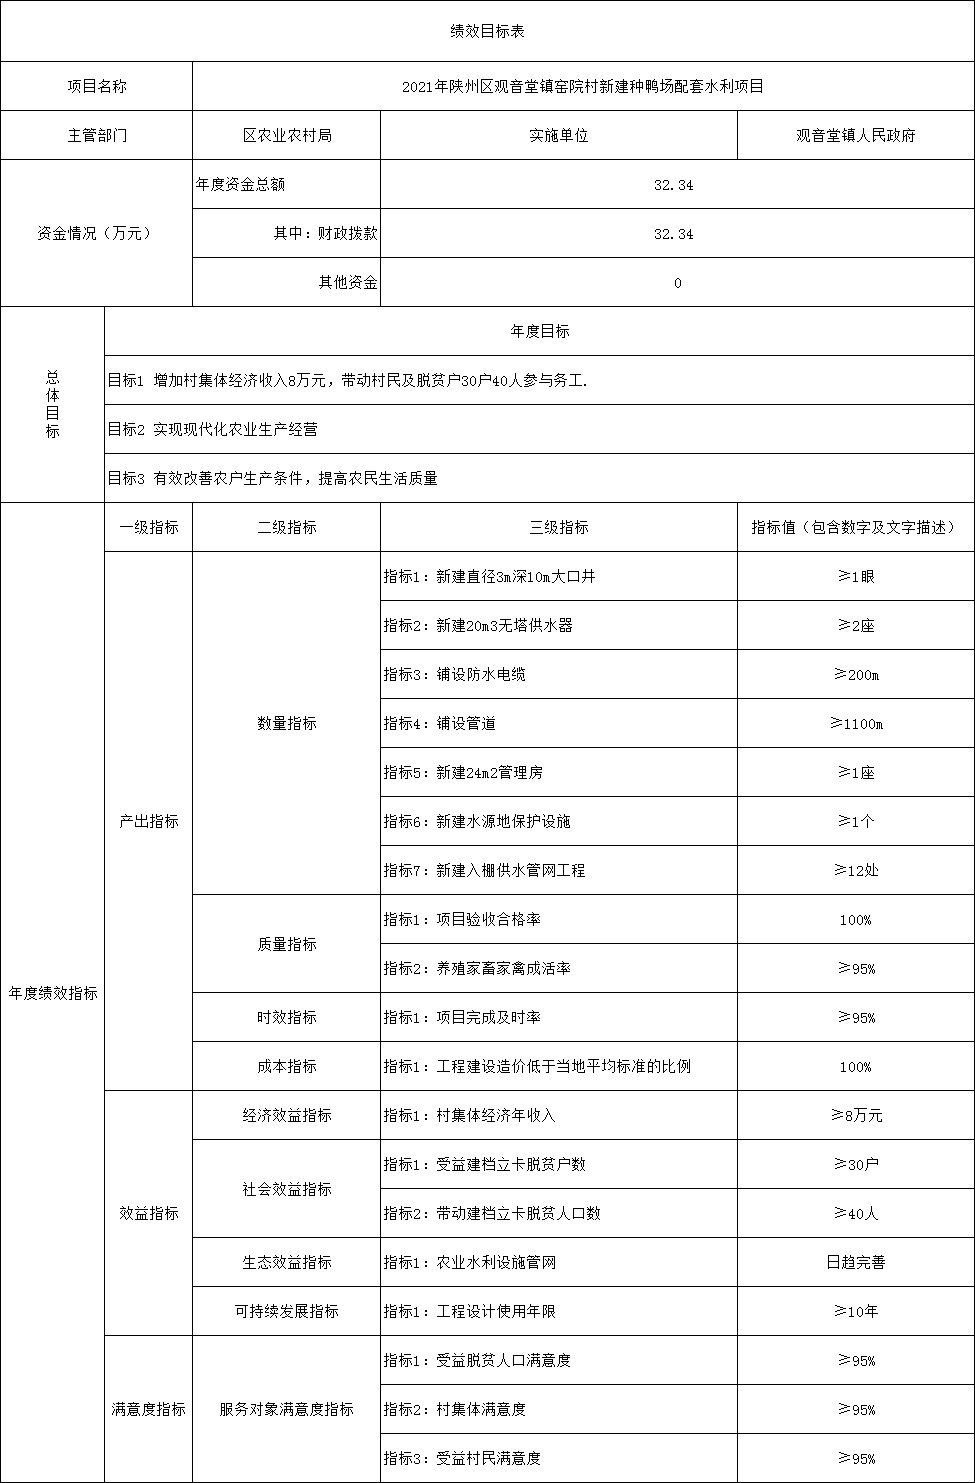 绩效目标表
项目名称 2021年陕州区观音堂镇窑院村新建种鸭场配套水利项目
主管部门 区农业农村局 实施单位 观音堂镇人民政府
资金情况（万元）
年度资金总额 32.34
其中：财政拨款 32.34
其他资金 0
总体目标
年度目标
目标1 增加村集体经济收入8万元，带动村民及脱贫户30户40人参与务工.
目标2 实现现代化农业生产经营
目标3 有效改善农户生产条件，提高农民生活质量
年度绩效指标
一级指标 二级指标 三级指标 指标值（包含数字及文字描述）
产出指标
数量指标
指标1：新建直径3m深10m大口井 ≥1眼
指标2：新建20m3无塔供水器 ≥2座
指标3：铺设防水电缆 ≥200m
指标4：铺设管道 ≥1100m
指标5：新建24m2管理房 ≥1座
指标6：新建水源地保护设施 ≥1个
指标7：新建入棚供水管网工程 ≥12处
质量指标
指标1：项目验收合格率 100%
指标2：养殖家畜家禽成活率 ≥95%
时效指标 指标1：项目完成及时率 ≥95%
成本指标 指标1：工程建设造价低于当地平均标准的比例 100%
效益指标
经济效益指标 指标1：村集体经济年收入 ≥8万元
社会效益指标
指标1：受益建档立卡脱贫户数 ≥30户
指标2：带动建档立卡脱贫人口数 ≥40人
生态效益指标 指标1：农业水利设施管网 日趋完善
可持续发展指标 指标1：工程设计使用年限 ≥10年
满意度指标
服务对象满意度指标
指标1：受益脱贫人口满意度 ≥95%
指标2：村集体满意度 ≥95%
指标3：受益村民满意度 ≥95%